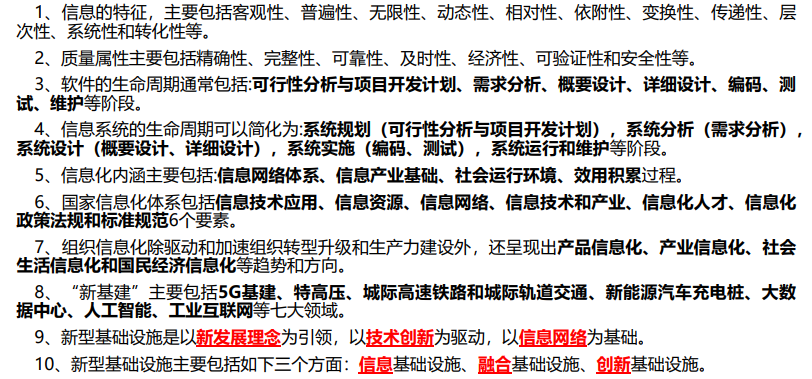 1、信息的特征，主要包括客观性、普遍性、无限性、动态性、相对性、依附性、变换性、传递性、层
次性、系统性和转化性等。
2、质量属性主要包括精确性、完整性、可靠性、及时性、经济性、可验证性和安全性等。
3、软件的生命周期通常包括:可行性分析与项目开发计划、需求分析、概要设计、详细设计、编码、测
试、维护等阶段。
4、信息系统的生命周期可以简化为:系统规划（可行性分析与项目开发计划），系统分析（需求分析），
系统设计（概要设计、详细设计），系统实施（编码、测试），系统运行和维护等阶段。
5、信息化内涵主要包括:信息网络体系、信息产业基础、社会运行环境、效用积累过程。
6、国家信息化体系包括信息技术应用、信息资源、信息网络、信息技术和产业、信息化人才、信息化
政策法规和标准规范6个要素。
7、组织信息化除驱动和加速组织转型升级和生产力建设外，还呈现出产品信息化、产业信息化、社会
生活信息化和国民经济信息化等趋势和方向。
8、“新基建”主要包括5G基建、特高压、城际高速铁路和城际轨道交通、新能源汽车充电桩、大数
据中心、人工智能、工业互联网等七大领域。
9、新型基础设施是以新发展理念为引领，以技术创新为驱动，以信息网络为基础。
10、新型基础设施主要包括如下三个方面：信息基础设施、融合基础设施、创新基础设施。